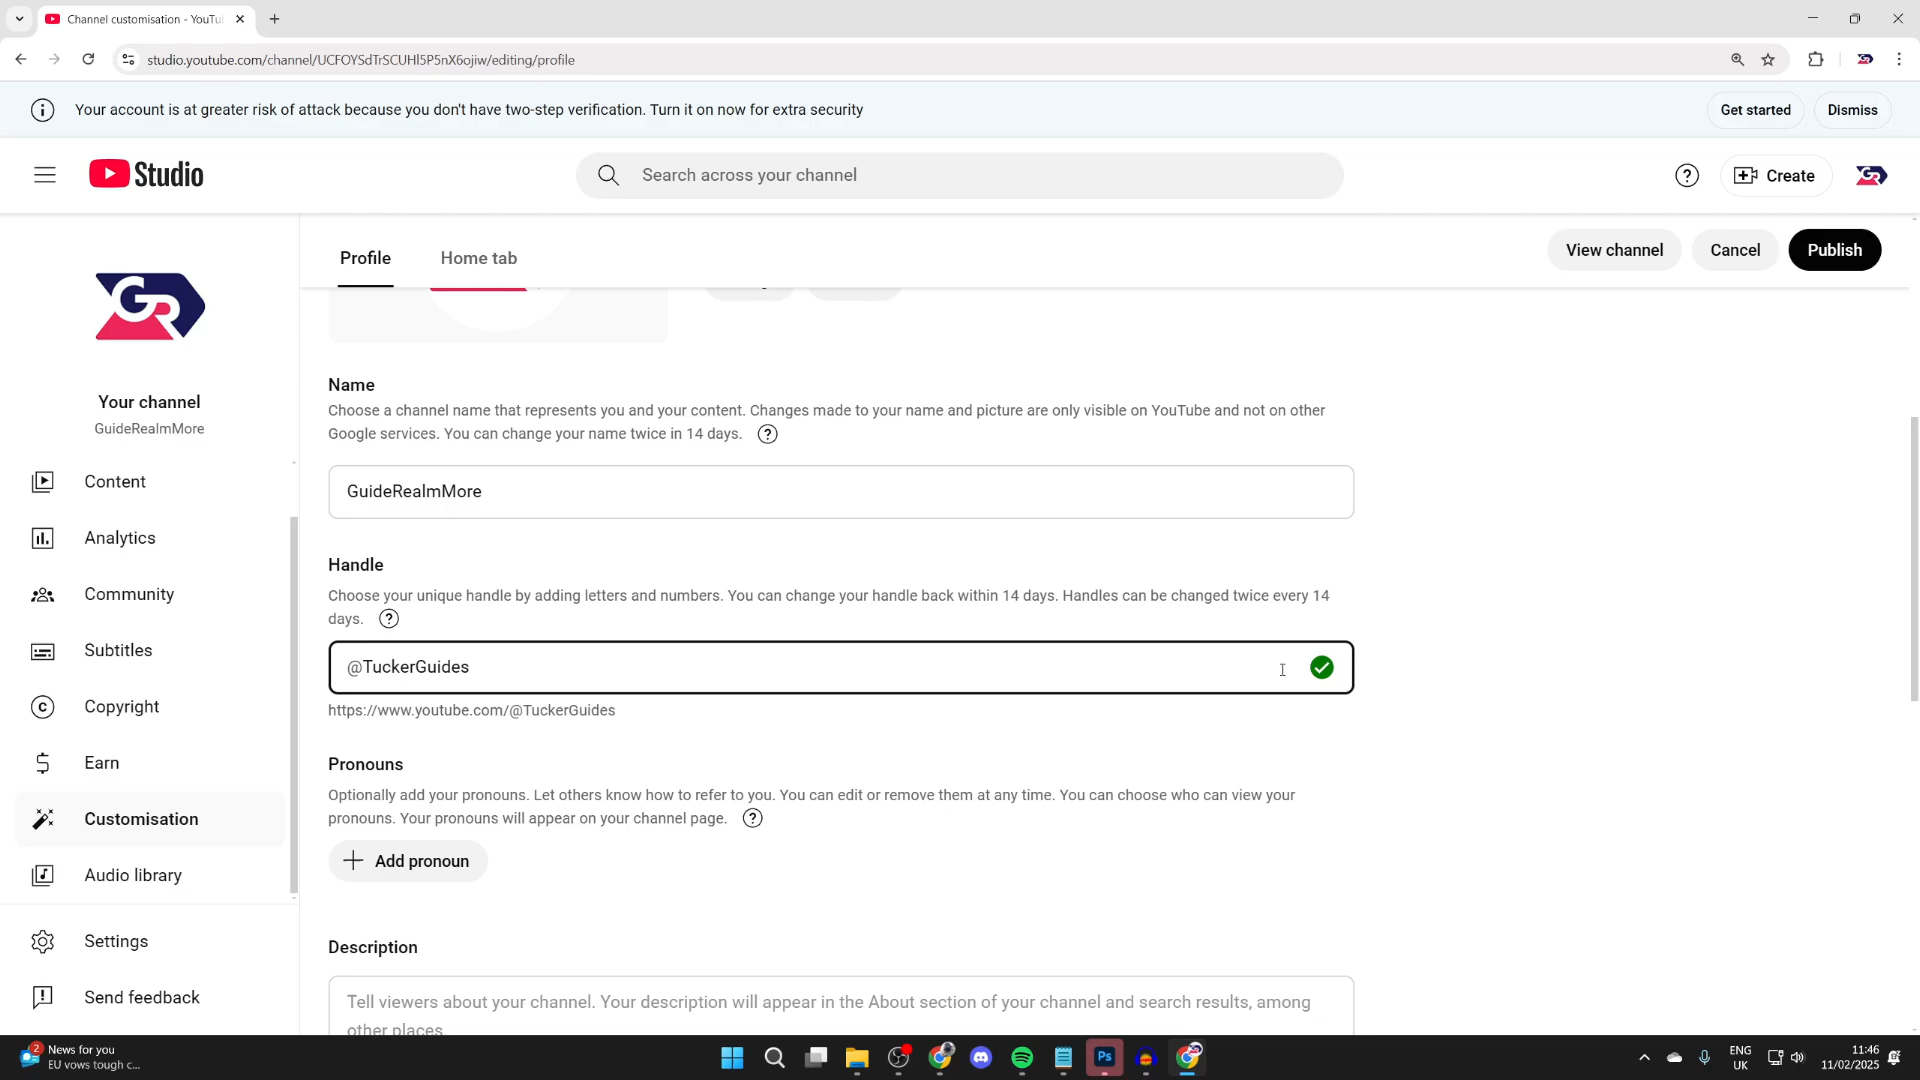 Channel customisation - YouTu
studio.youtube.com/channel/UCFOYSdTrSCUHl5P5nX6ojiw/editing/profile
Your account is at greater risk of attack because you don't have two-step verification. Turn it on now for extra security
Get started
Dismiss
Studio
Search across your channel
Create
GR
Your channel
GuideRealmMore
Content
Analytics
Community
Subtitles
Copyright
Earn
Customisation
Audio library
Settings
Send feedback
Profile
Home tab
View channel
Cancel
Publish
Name
Choose a channel name that represents you and your content. Changes made to your name and picture are only visible on YouTube and not on other
Google services. You can change your name twice in 14 days.
GuideRealmMore
Handle
Choose your unique handle by adding letters and numbers. You can change your handle back within 14 days. Handles can be changed twice every 14
days.
@TuckerGuides
https://www.youtube.com/@TuckerGuides
Pronouns
Optionally add your pronouns. Let others know how to refer to you. You can edit or remove them at any time. You can choose who can view your
pronouns. Your pronouns will appear on your channel page.
Add pronoun
Description
Tell viewers about your channel. Your description will appear in the About section of your channel and search results, among
other places.
2
News for you
EU vows tough c...
Ps
ENG
UK
11:46
11/02/2025